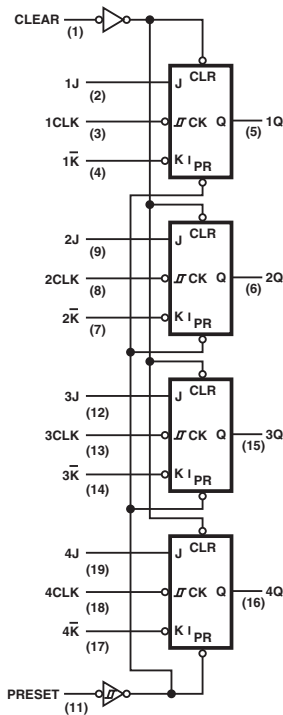 CLEAR
(1)
CLR
1J
(2)
J
1CLK
(3)
CK
Q
1Q
(5)
1K̅
(4)
K
PR
CLR
2J
(9)
J
2CLK
(8)
CK
Q
2Q
(6)
2K̅
(7)
K
PR
CLR
3J
(12)
J
3CLK
(13)
CK
Q
3Q
(15)
3K̅
(14)
K
PR
CLR
4J
(19)
J
4CLK
(18)
CK
Q
4Q
(16)
4K̅
(17)
K
PR
PRESET
(11)